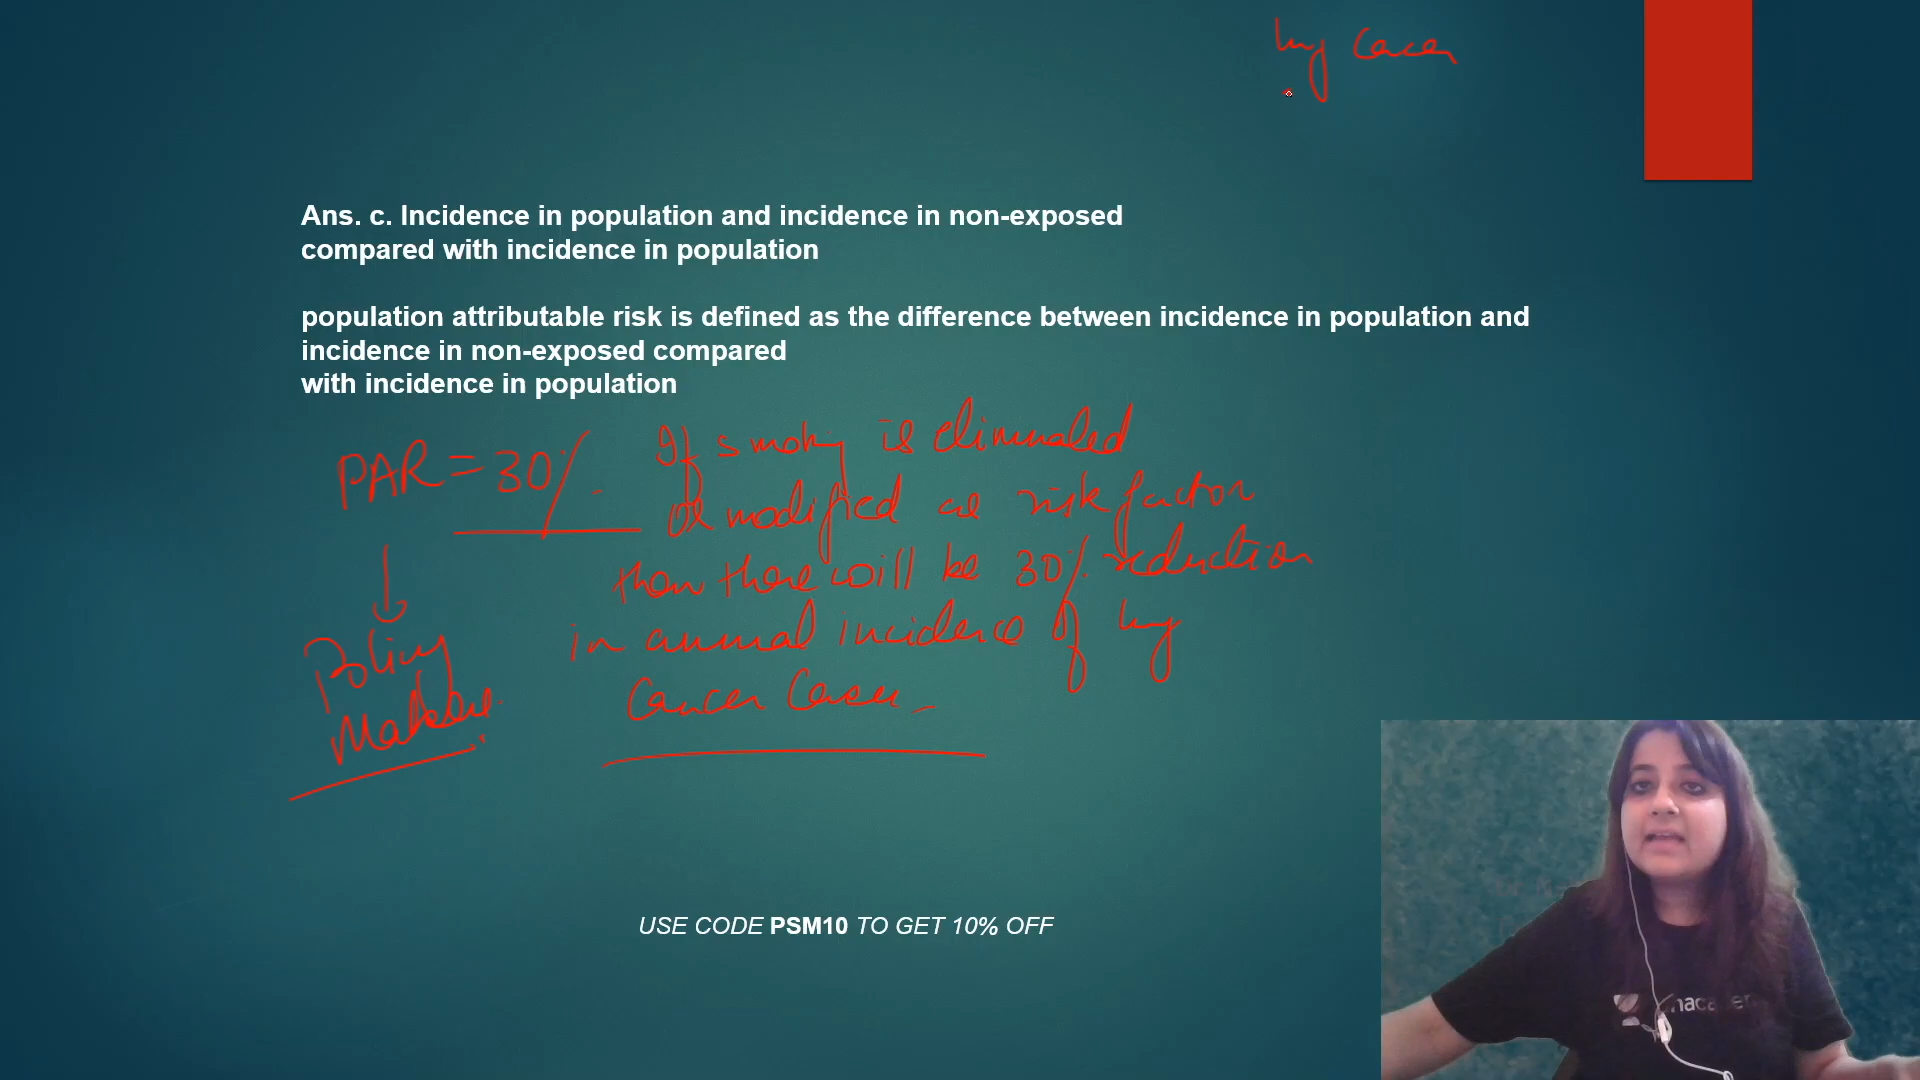 lung cancer
Ans. c. Incidence in population and incidence in non-exposed
compared with incidence in population
population attributable risk is defined as the difference between incidence in population and
incidence in non-exposed compared
with incidence in population
PAR = 30%.
If smoking is eliminated
or modified as risk factor
then there will be 30% reduction
in annual incidence of lung
Cancer Cases
Policy
Makers.
USE CODE PSM10 TO GET 10% OFF